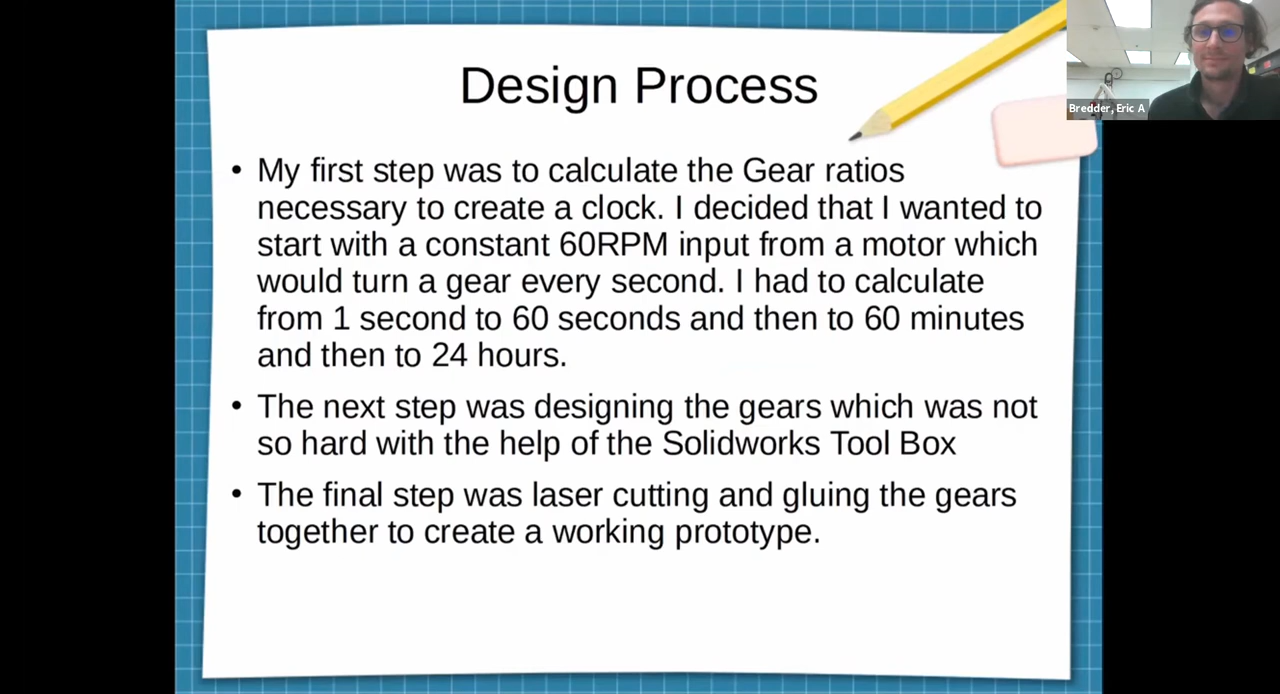 Design Process
• My first step was to calculate the Gear ratios
necessary to create a clock. I decided that I wanted to
start with a constant 60RPM input from a motor which
would turn a gear every second. I had to calculate
from 1 second to 60 seconds and then to 60 minutes
and then to 24 hours.
• The next step was designing the gears which was not
so hard with the help of the Solidworks Tool Box
• The final step was laser cutting and gluing the gears
together to create a working prototype.
Bredder, Eric A